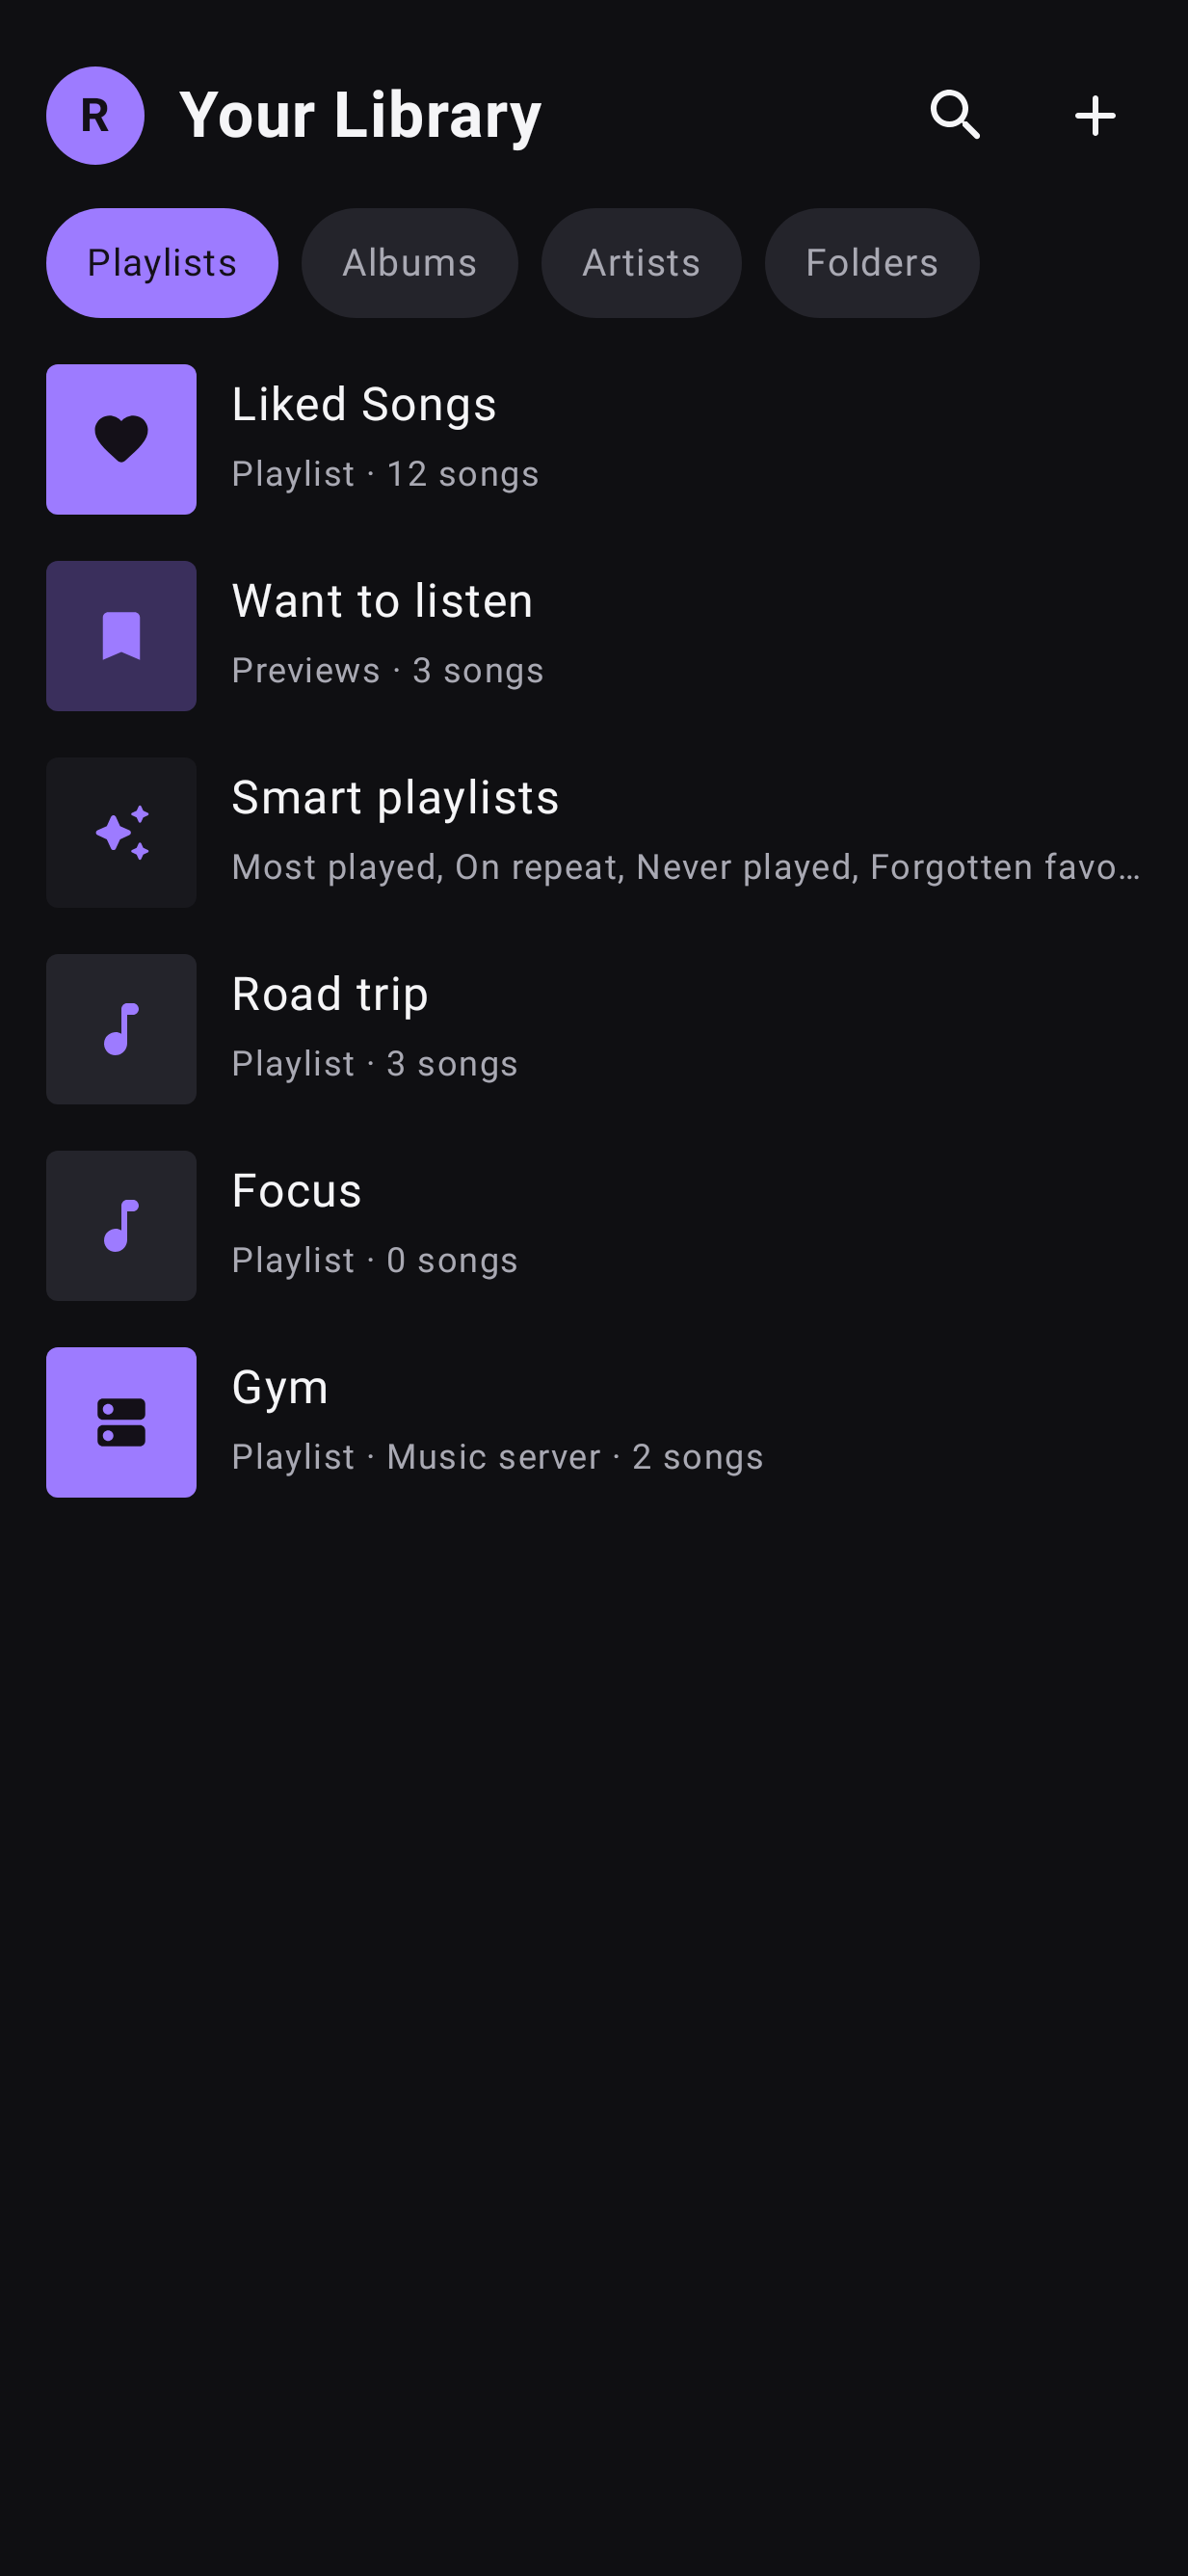 R
Your Library
Playlists
Albums
Artists
Folders
Liked Songs
Playlist · 12 songs
Want to listen
Previews · 3 songs
Smart playlists
Most played, On repeat, Never played, Forgotten favo…
Road trip
Playlist · 3 songs
Focus
Playlist · 0 songs
Gym
Playlist · Music server · 2 songs